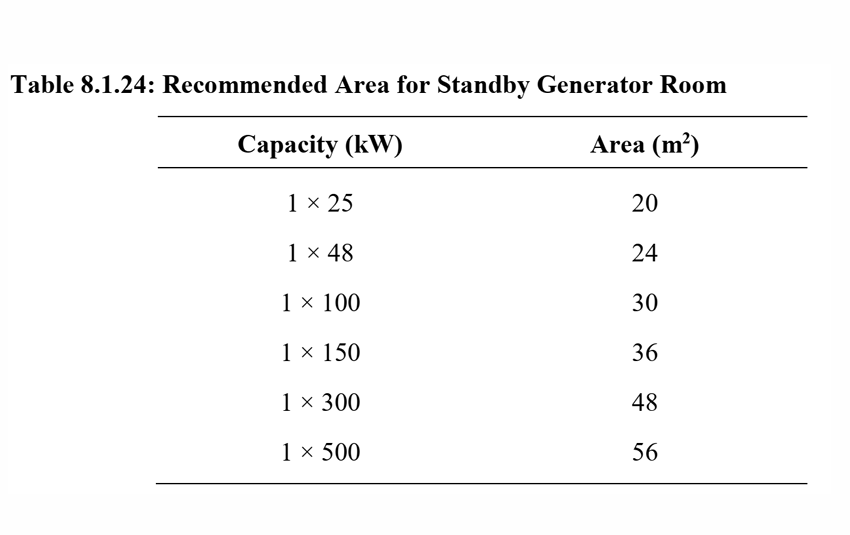 Table 8.1.24: Recommended Area for Standby Generator Room
Capacity (kW) Area (m²)
1 × 25 20
1 × 48 24
1 × 100 30
1 × 150 36
1 × 300 48
1 × 500 56